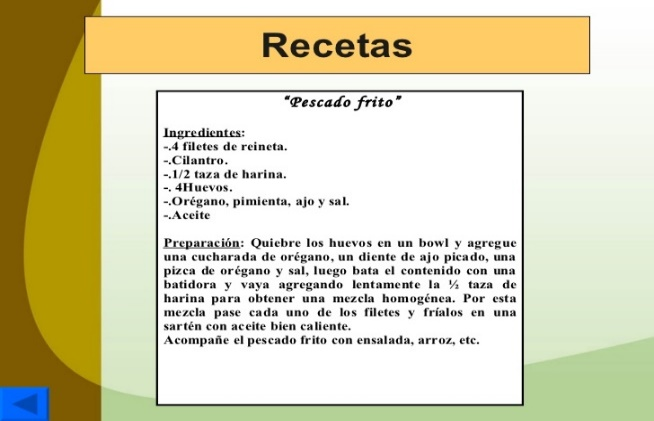 Recetas
“Pescado frito”
Ingredientes:
-.4 filetes de reineta.
-.Cilantro.
-.1/2 taza de harina.
-. 4Huevos.
-.Orégano, pimienta, ajo y sal.
-.Aceite
Preparación: Quiebre los huevos en un bowl y agregue
una cucharada de orégano, un diente de ajo picado, una
pizca de orégano y sal, luego bata el contenido con una
batidora y vaya agregando lentamente la ½ taza de
harina para obtener una mezcla homogénea. Por esta
mezcla pase cada uno de los filetes y fríalos en una
sartén con aceite bien caliente.
Acompañe el pescado frito con ensalada, arroz, etc.